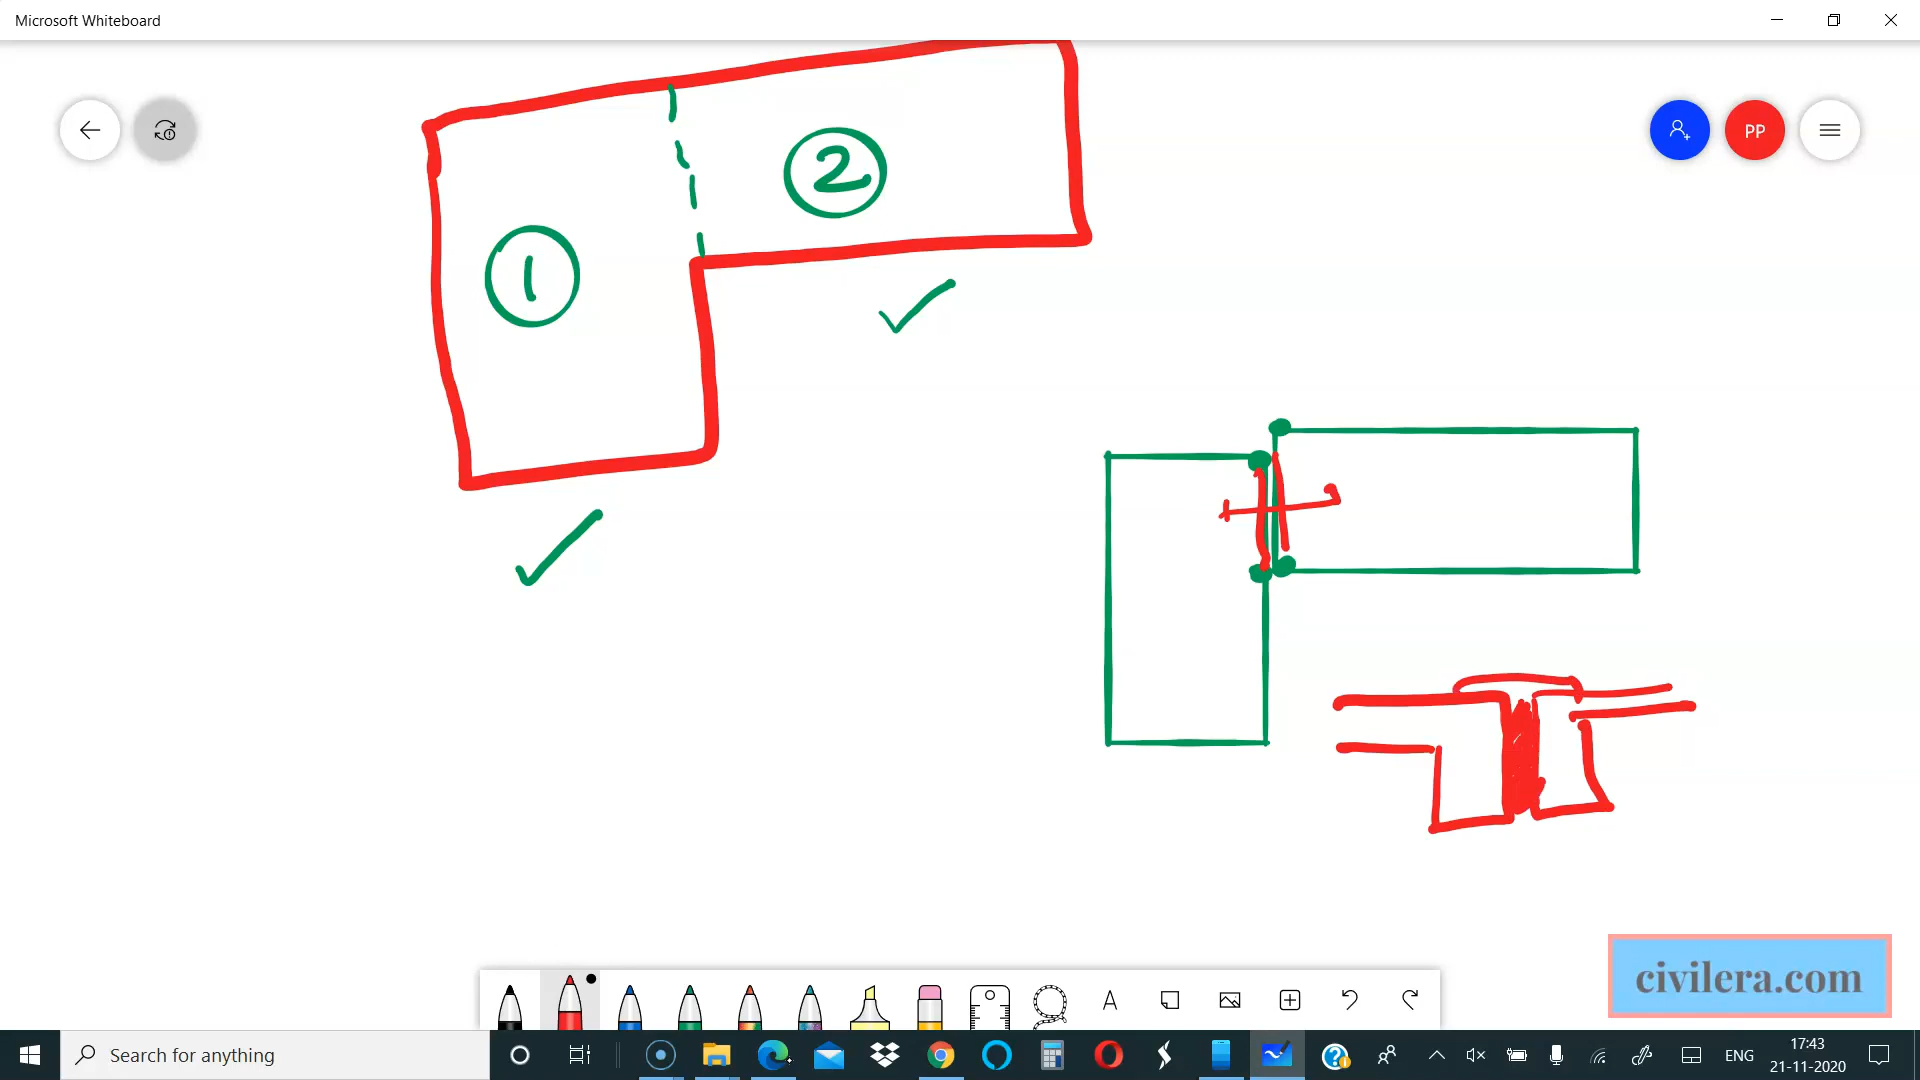 Microsoft Whiteboard
PP
2
1
civilera.com
A
Search for anything
ENG
17:43
21-11-2020